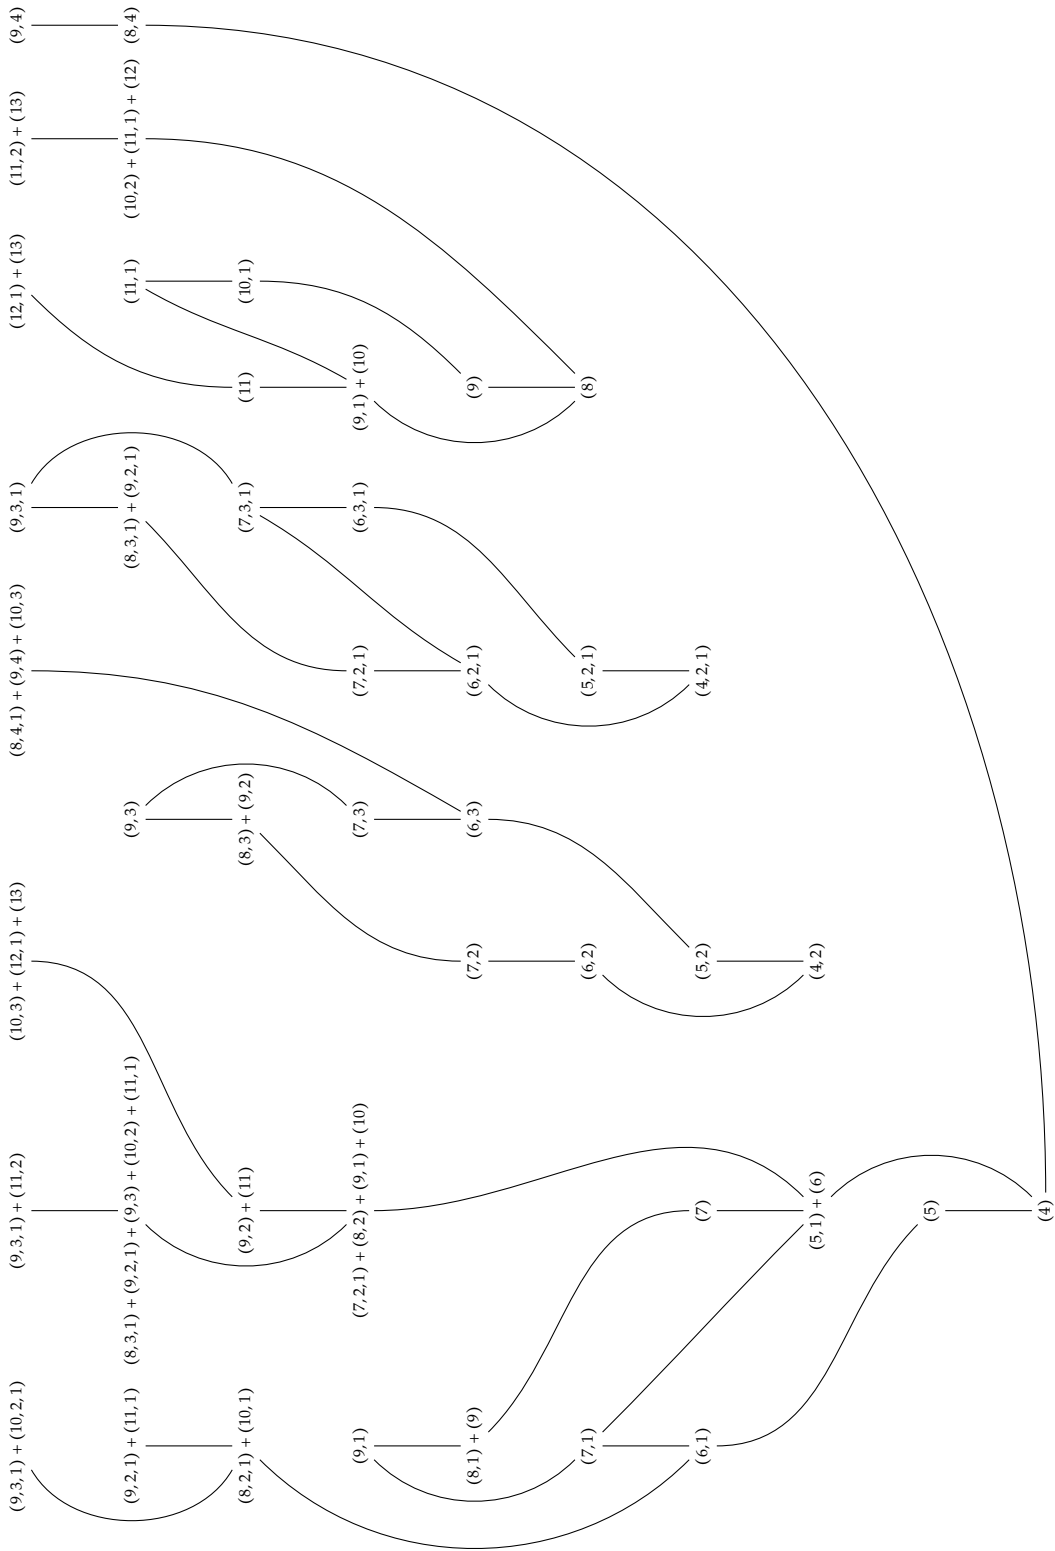 (9,4)
(8,4)
(11,2) + (13)
(10,2) + (11,1) + (12)
(12,1) + (13)
(11,1)
(10,1)
(11)
(9,1) + (10)
(9)
(8)
(9,3,1)
(8,3,1) + (9,2,1)
(7,3,1)
(6,3,1)
(8,4,1) + (9,4) + (10,3)
(7,2,1)
(6,2,1)
(5,2,1)
(4,2,1)
(9,3)
(8,3) + (9,2)
(7,3)
(6,3)
(10,3) + (12,1) + (13)
(7,2)
(6,2)
(5,2)
(4,2)
(9,3,1) + (11,2)
(8,3,1) + (9,2,1) + (9,3) + (10,2) + (11,1)
(9,2) + (11)
(7,2,1) + (8,2) + (9,1) + (10)
(7)
(5,1) + (6)
(5)
(4)
(9,3,1) + (10,2,1)
(9,2,1) + (11,1)
(8,2,1) + (10,1)
(9,1)
(8,1) + (9)
(7,1)
(6,1)